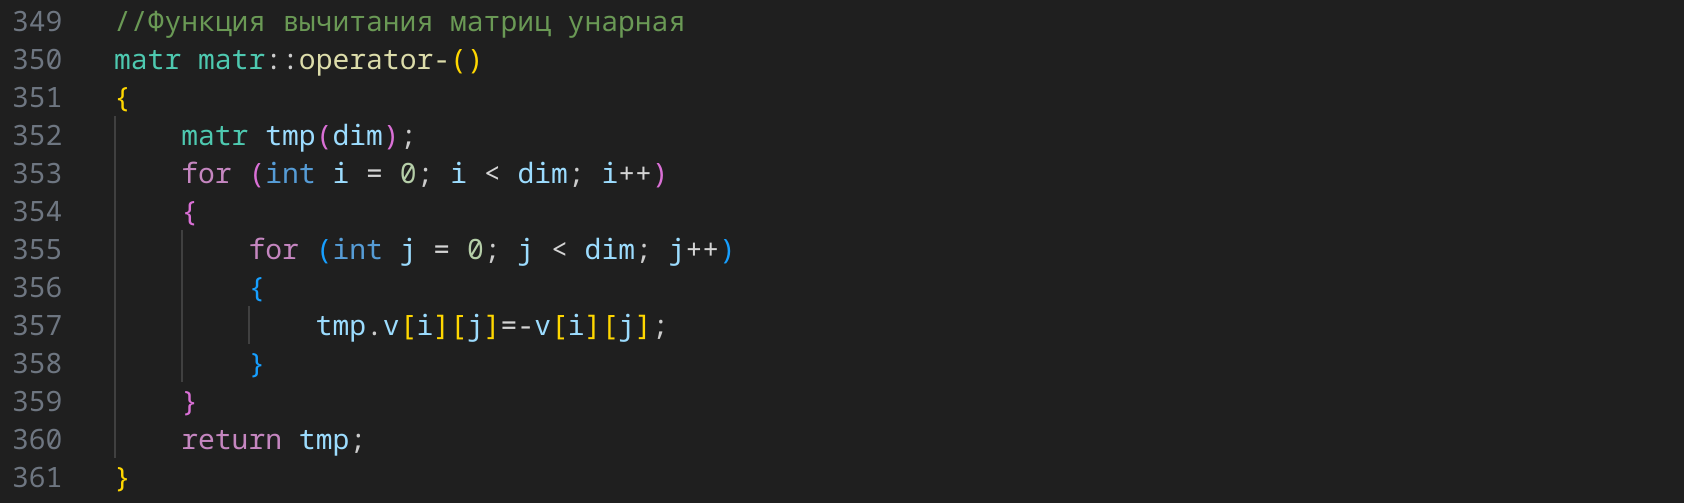 349 //Функция вычитания матриц унарная
350 matr matr::operator-()
351 {
352     matr tmp(dim);
353     for (int i = 0; i < dim; i++)
354     {
355         for (int j = 0; j < dim; j++)
356         {
357             tmp.v[i][j]=-v[i][j];
358         }
359     }
360     return tmp;
361 }